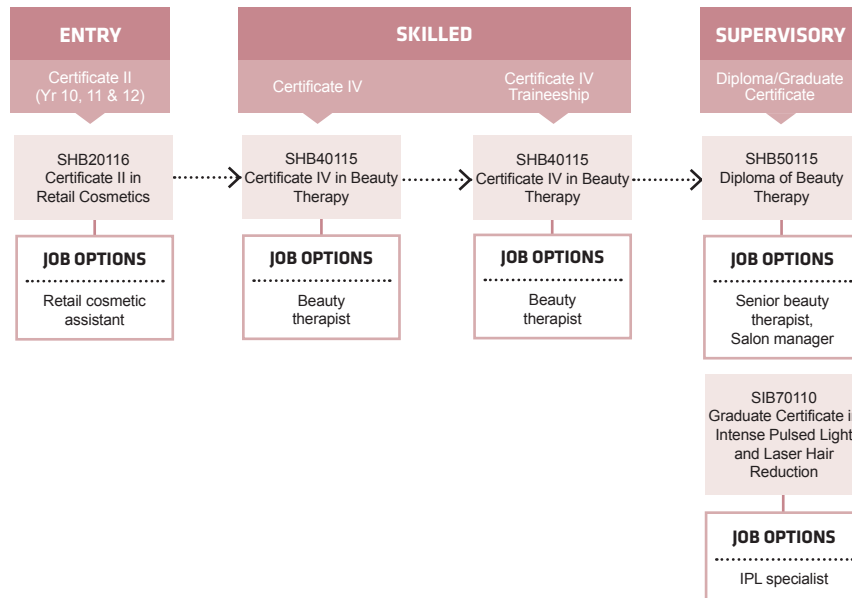 ENTRY
SKILLED
SUPERVISORY
Certificate II
(Yr 10, 11 & 12)
Certificate IV
Certificate IV
Traineeship
Diploma/Graduate
Certificate
SHB20116
Certificate II in
Retail Cosmetics
SHB40115
Certificate IV in Beauty
Therapy
SHB40115
Certificate IV in Beauty
Therapy
SHB50115
Diploma of Beauty
Therapy
JOB OPTIONS
Retail cosmetic
assistant
JOB OPTIONS
Beauty
therapist
JOB OPTIONS
Beauty
therapist
JOB OPTIONS
Senior beauty
therapist,
Salon manager
SIB70110
Graduate Certificate i
Intense Pulsed Light
and Laser Hair
Reduction
JOB OPTIONS
IPL specialist